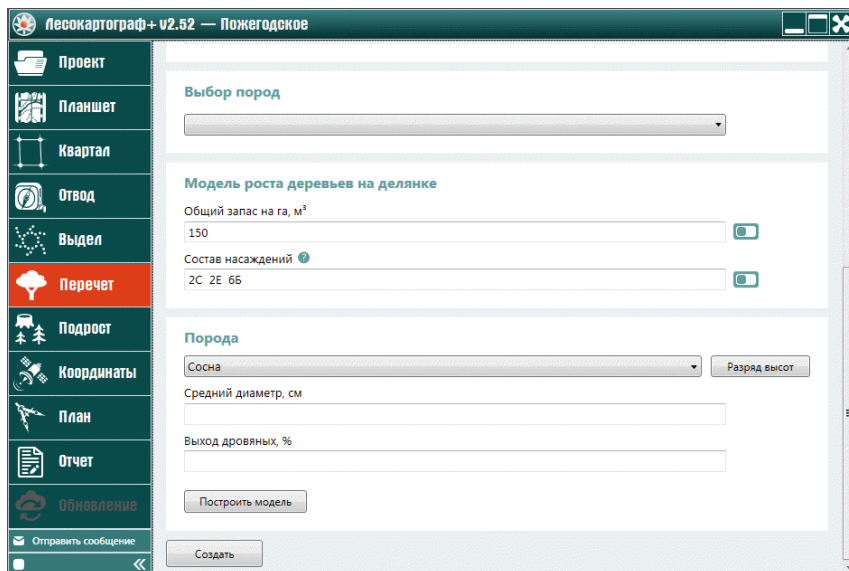 Лесокартограф+ v2.52 — Пожегодское
Проект
Планшет
Квартал
Отвод
Выдел
Перечет
Подрост
Координаты
План
Отчет
Обновление
Отправить сообщение
Выбор пород
Модель роста деревьев на делянке
Общий запас на га, м³
150
Состав насаждений ?
2С 2Е 6Б
Порода
Сосна
Разряд высот
Средний диаметр, см
Выход дровяных, %
Построить модель
Создать